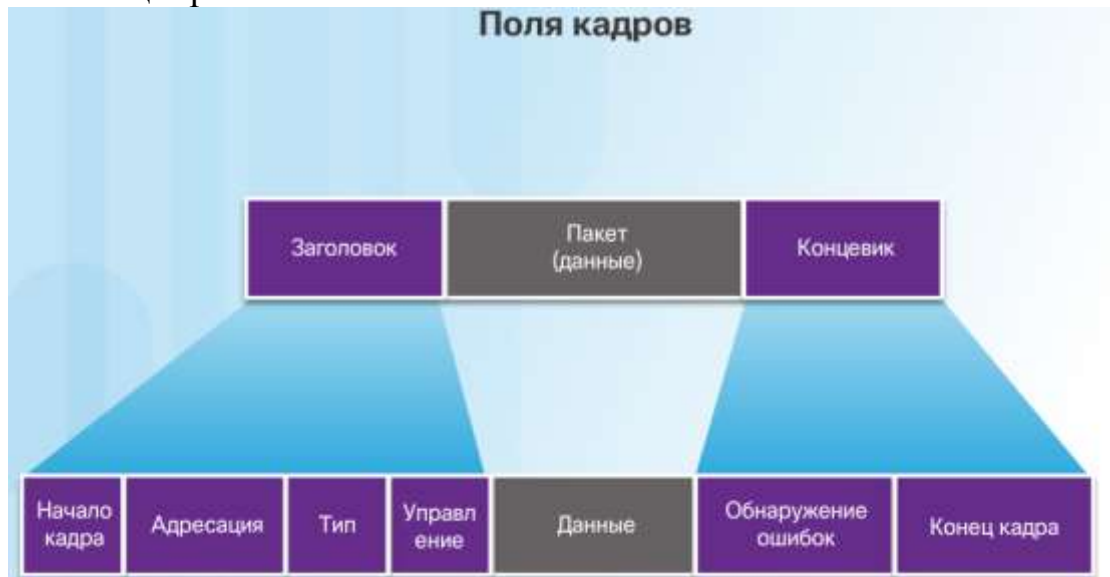 Поля кадров
Заголовок
Пакет
(данные)
Концевик
Начало
кадра
Адресация
Тип
Управл
ение
Данные
Обнаружение
ошибок
Конец кадра